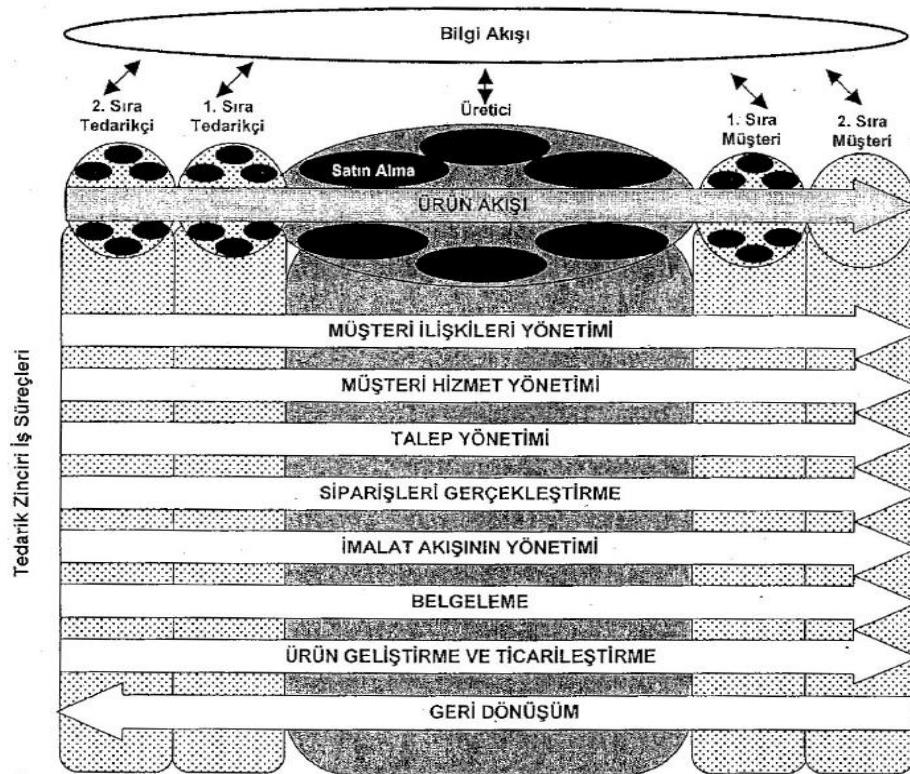 Bilgi Akışı
2. Sıra
Tedarikçi
1. Sıra
Tedarikçi
Üretici
1. Sıra
Müşteri
2. Sıra
Müşteri
Satın Alma
ÜRÜN AKIŞI
Tedarik Zinciri İş Süreçleri
MÜŞTERİ İLİŞKİLERİ YÖNETİMİ
MÜŞTERİ HİZMET YÖNETİMİ
TALEP YÖNETİMİ
SİPARİŞLERİ GERÇEKLEŞTİRME
İMALAT AKIŞININ YÖNETİMİ
BELGELEME
ÜRÜN GELİŞTİRME VE TİCARİLEŞTİRME
GERİ DÖNÜŞÜM